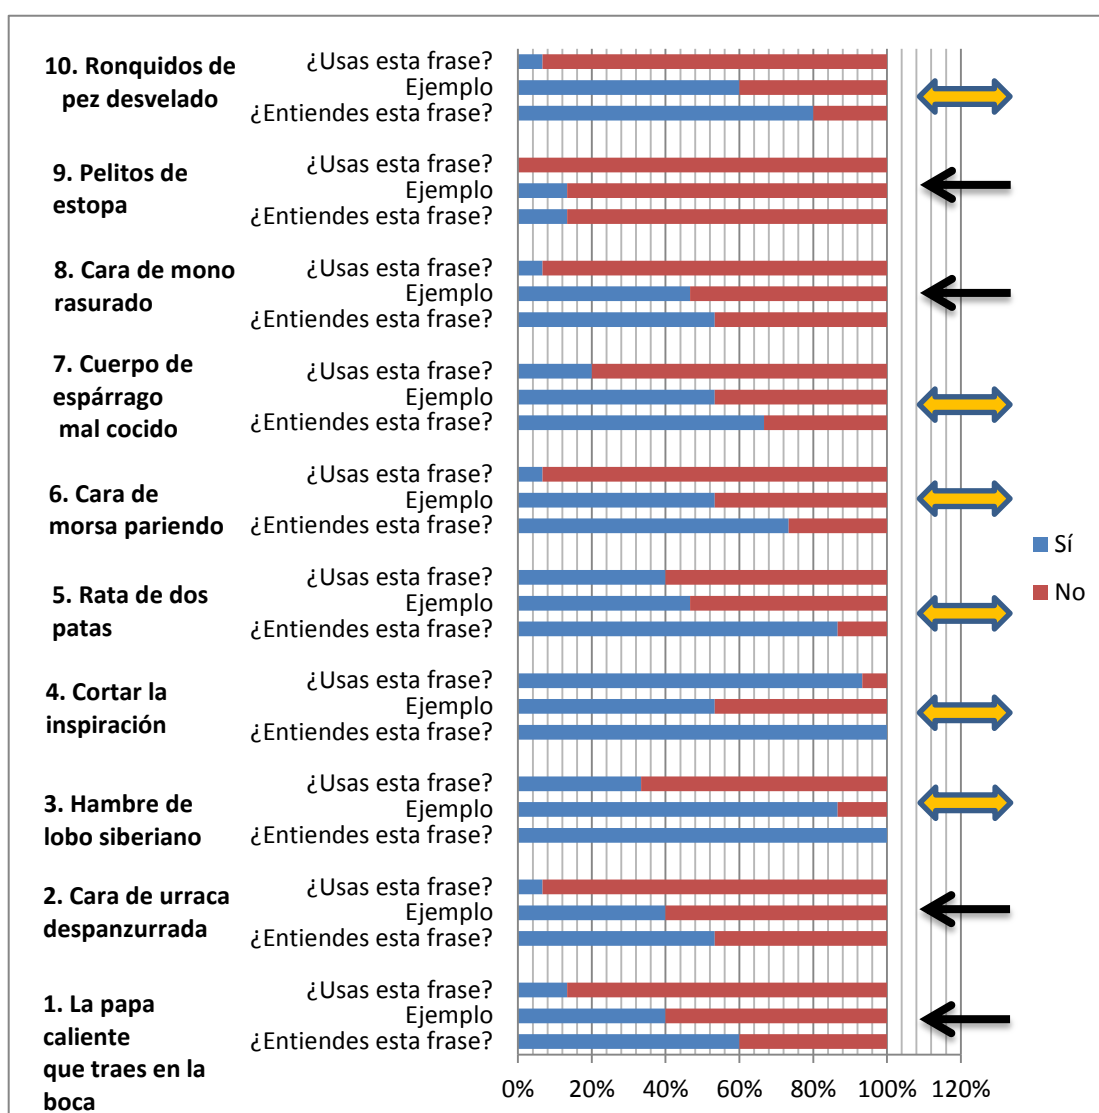 10. Ronquidos de
pez desvelado
¿Usas esta frase?
Ejemplo
¿Entiendes esta frase?
9. Pelitos de
estopa
¿Usas esta frase?
Ejemplo
¿Entiendes esta frase?
8. Cara de mono
rasurado
¿Usas esta frase?
Ejemplo
¿Entiendes esta frase?
7. Cuerpo de
espárrago
mal cocido
¿Usas esta frase?
Ejemplo
¿Entiendes esta frase?
6. Cara de
morsa pariendo
¿Usas esta frase?
Ejemplo
¿Entiendes esta frase?
5. Rata de dos
patas
¿Usas esta frase?
Ejemplo
¿Entiendes esta frase?
4. Cortar la
inspiración
¿Usas esta frase?
Ejemplo
¿Entiendes esta frase?
3. Hambre de
lobo siberiano
¿Usas esta frase?
Ejemplo
¿Entiendes esta frase?
2. Cara de urraca
despanzurrada
¿Usas esta frase?
Ejemplo
¿Entiendes esta frase?
1. La papa
caliente
que traes en la
boca
¿Usas esta frase?
Ejemplo
¿Entiendes esta frase?
0% 20% 40% 60% 80% 100% 120%
Sí
No